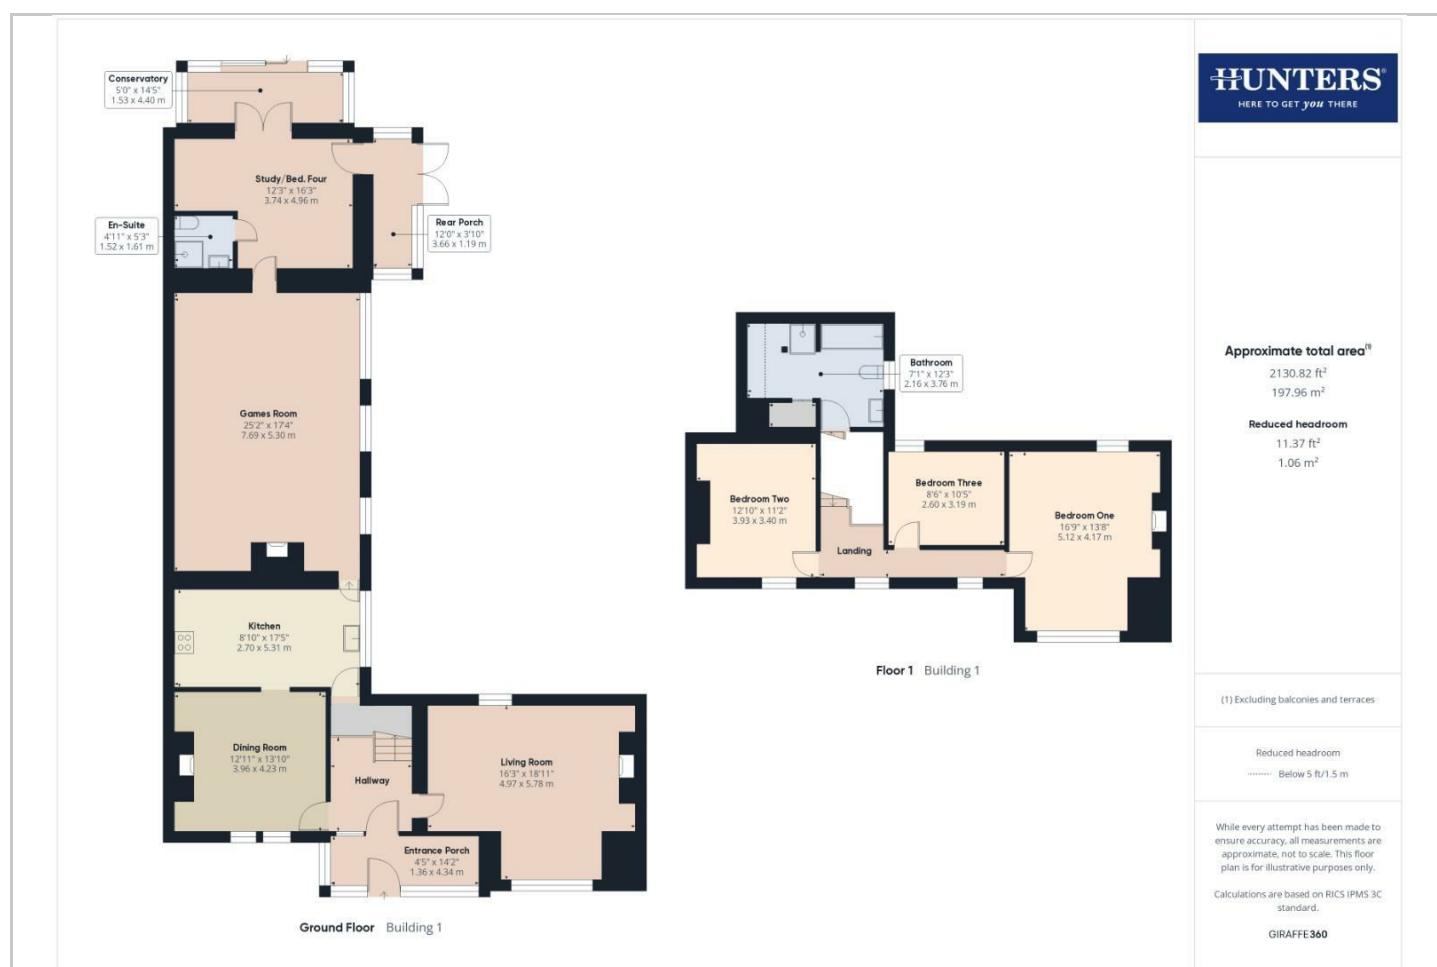 Conservatory
5'0" x 14'5"
1.53 x 4.40 m
Study/Bed. Four
12'3" x 16'3"
3.74 x 4.96 m
En-Suite
4'11" x 5'3"
1.52 x 1.61 m
Rear Porch
12'0" x 3'10"
3.66 x 1.19 m
Games Room
25'2" x 17'4"
7.69 x 5.30 m
Kitchen
8'10" x 17'5"
2.70 x 5.31 m
Dining Room
12'11" x 13'10"
3.96 x 4.23 m
Hallway
Living Room
16'3" x 18'11"
4.97 x 5.78 m
Entrance Porch
4'5" x 14'2"
1.36 x 4.34 m
Ground Floor Building 1
Bathroom
7'1" x 12'3"
2.16 x 3.76 m
Bedroom Two
12'10" x 11'2"
3.93 x 3.40 m
Bedroom Three
8'6" x 10'5"
2.60 x 3.19 m
Bedroom One
16'9" x 13'8"
5.12 x 4.17 m
Landing
Floor 1 Building 1
HUNTERS®
HERE TO GET you THERE
Approximate total area⁽¹⁾
2130.82 ft²
197.96 m²
Reduced headroom
11.37 ft²
1.06 m²
(1) Excluding balconies and terraces
Reduced headroom
Below 5 ft/1.5 m
While every attempt has been made to
ensure accuracy, all measurements are
approximate, not to scale. This floor
plan is for illustrative purposes only.
Calculations are based on RICS IPMS 3C
standard.
GIRAFFE360